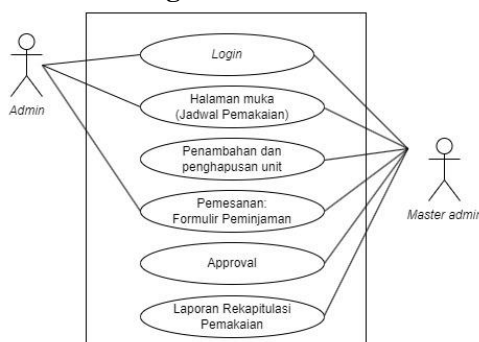 Login
Halaman muka
(Jadwal Pemakaian)
Admin
Penambahan dan
penghapusan unit
Pemesanan:
Formulir Peminjaman
Master admin
Approval
Laporan Rekapitulasi
Pemakaian